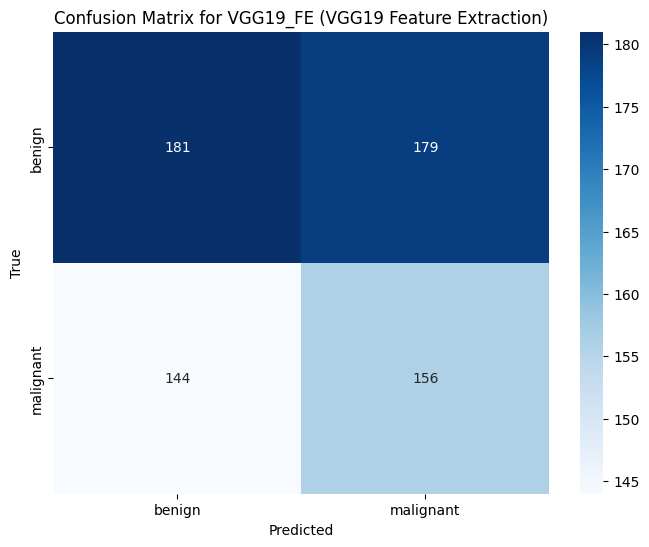 Confusion Matrix for VGG19_FE (VGG19 Feature Extraction)
True
benign
malignant
181
179
144
156
benign
malignant
Predicted
180
175
170
165
160
155
150
145